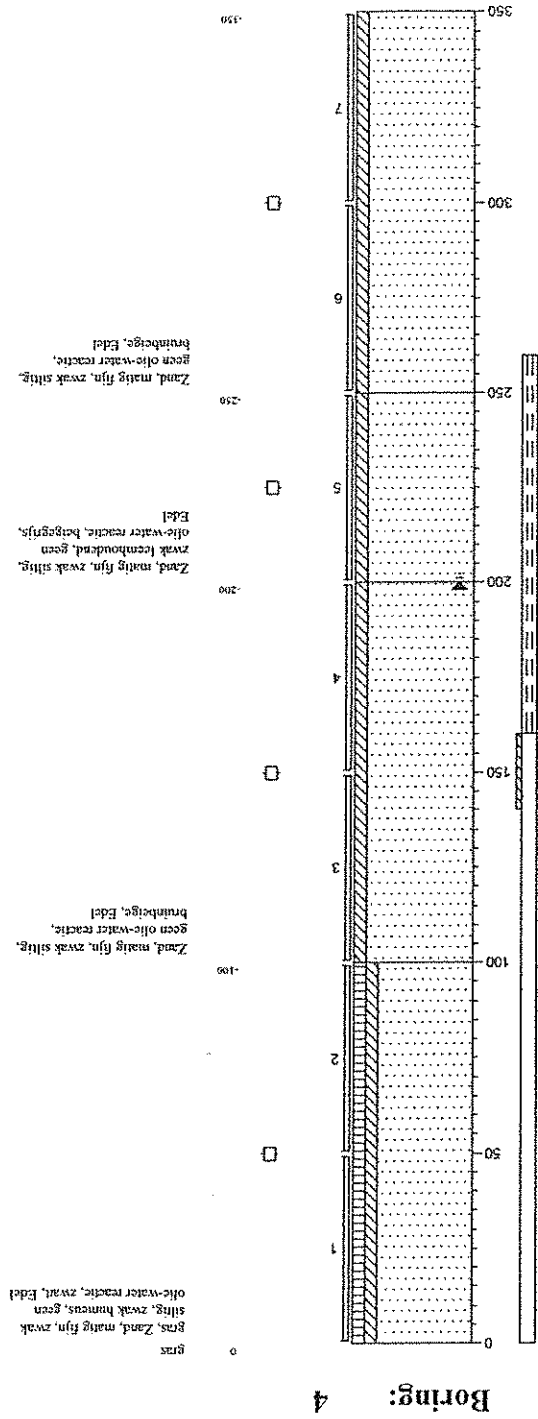 Boring: 4
0
gras
0
gras, Zand, matig fijn, zwak
siltig, zwak humeus, geen
olie-water reactie, zwart, Edel
1
50
2
100
-100
Zand, matig fijn, zwak siltig,
geen olie-water reactie,
bruinbeige, Edel
3
150
4
200
-200
Zand, matig fijn, zwak siltig,
zwak leemhoudend, geen
olie-water reactie, beigegrijs,
Edel
5
250
-250
Zand, matig fijn, zwak siltig,
geen olie-water reactie,
bruinbeige, Edel
6
300
7
350
-350